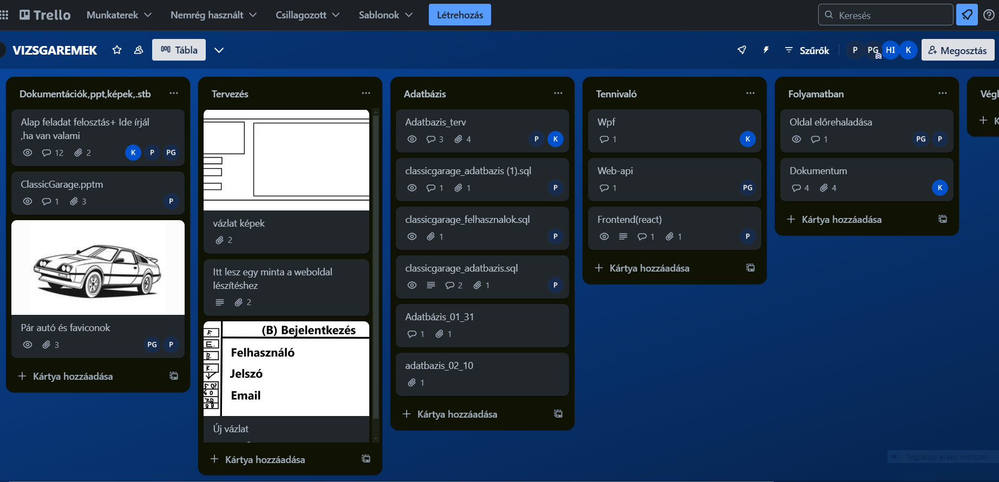 Trello
Munkaterek
Nemrég használt
Csillagozott
Sablonok
Létrehozás
Keresés
VIZSGAREMEK
Tábla
Szűrők
P
PG
HI
K
Megosztás
Dokumentációk,ppt,képek,.stb
Alap feladat felosztás+ Ide írjál
,ha van valami
12
2
K
P
PG
ClassicGarage.pptm
1
3
P
Pár autó és faviconok
3
PG
P
Kártya hozzáadása
Tervezés
vázlat képek
2
Itt lesz egy minta a weboldal
lészítéshez
2
(B) Bejelentkezés
F.
E.
B.
K.
Felhasználó
Jelszó
Email
Új vázlat
Kártya hozzáadása
Adatbázis
Adatbazis_terv
3
4
P
K
classicgarage_adatbazis (1).sql
1
1
P
classicgarage_felhasznalok.sql
1
P
classicgarage_adatbazis.sql
2
1
P
Adatbázis_01_31
1
1
adatbazis_02_10
1
Kártya hozzáadása
Tennivaló
Wpf
1
K
Web-api
1
PG
Frontend(react)
1
1
P
Kártya hozzáadása
Folyamatban
Oldal előrehaladása
1
PG
P
Dokumentum
4
4
K
Kártya hozzáadása
Végl
K
Téglalap alakú metszet